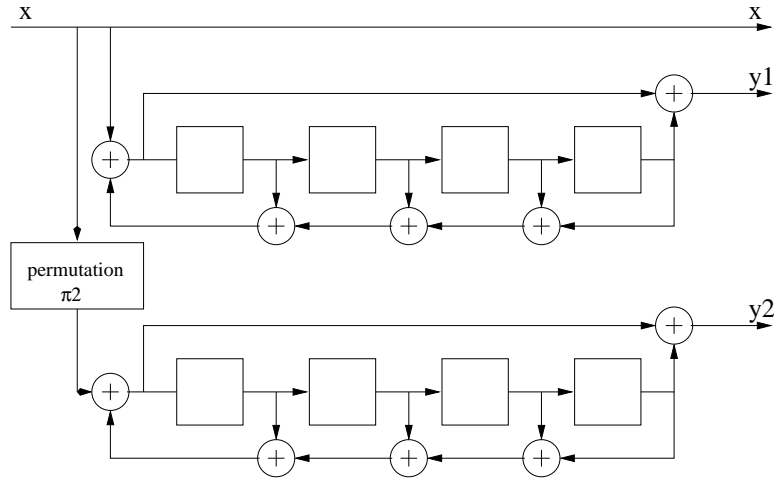 x x
y1
permutation
π2
y2